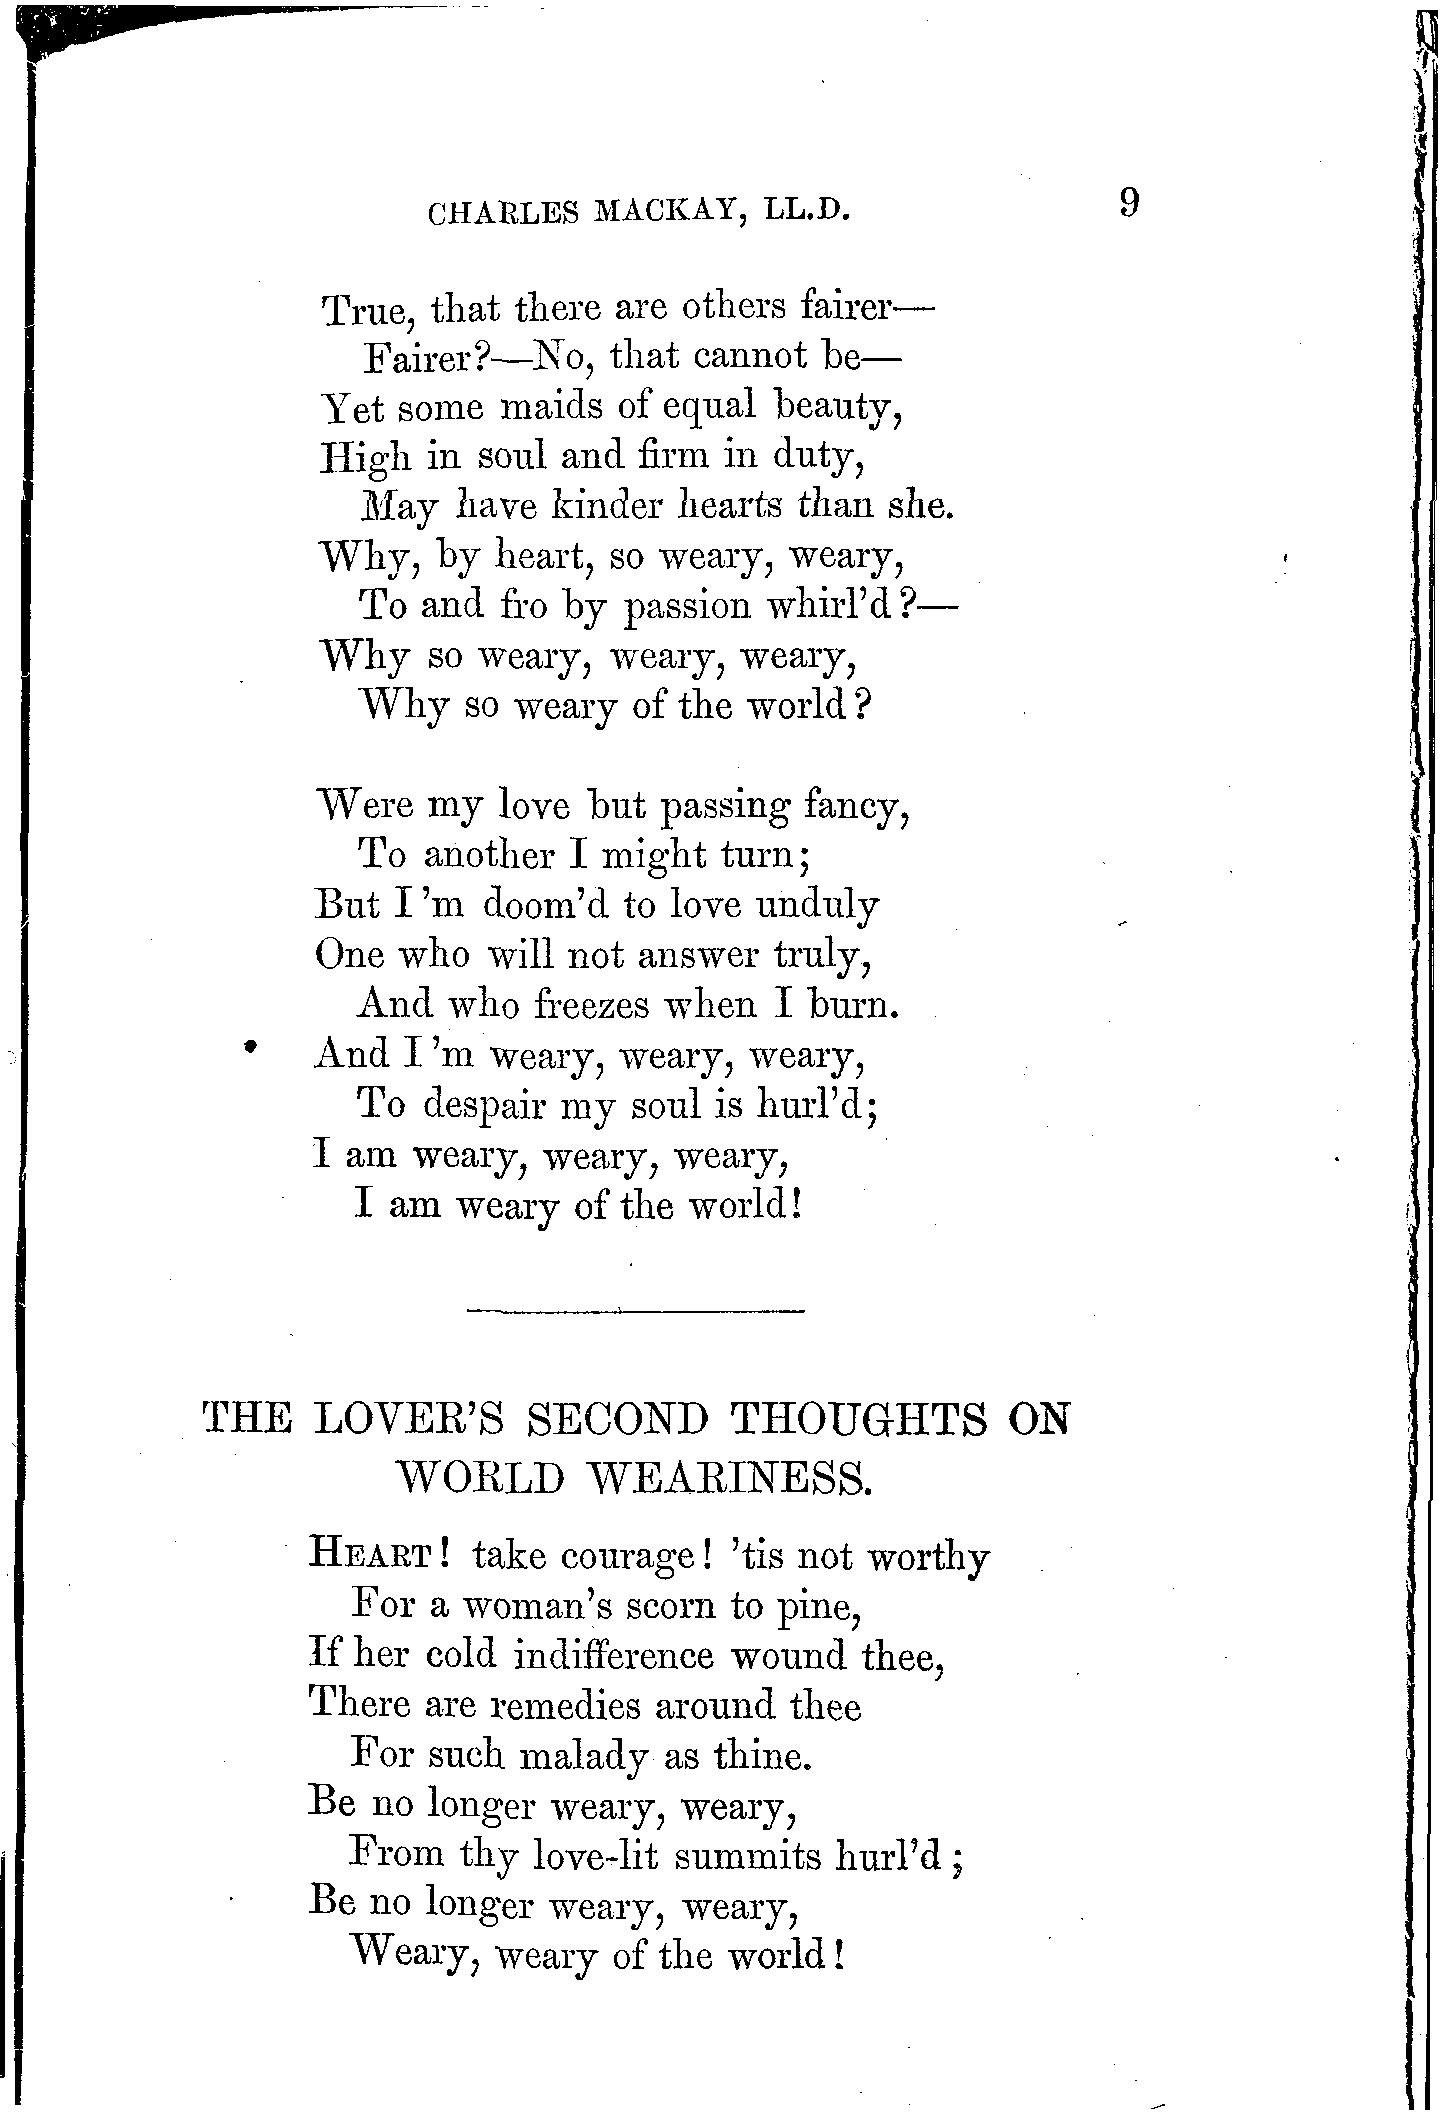 CHARLES MACKAY, LL.D. 9
True, that there are others fairer—
Fairer?—No, that cannot be—
Yet some maids of equal beauty,
High in soul and firm in duty,
May have kinder hearts than she.
Why, by heart, so weary, weary,
To and fro by passion whirl'd?—
Why so weary, weary, weary,
Why so weary of the world?
Were my love but passing fancy,
To another I might turn;
But I'm doom'd to love unduly
One who will not answer truly,
And who freezes when I burn.
And I'm weary, weary, weary,
To despair my soul is hurl'd;
I am weary, weary, weary,
I am weary of the world!
THE LOVER'S SECOND THOUGHTS ON
WORLD WEARINESS.
HEART! take courage! 'tis not worthy
For a woman's scorn to pine,
If her cold indifference wound thee,
There are remedies around thee
For such malady as thine.
Be no longer weary, weary,
From thy love-lit summits hurl'd;
Be no longer weary, weary,
Weary, weary of the world!